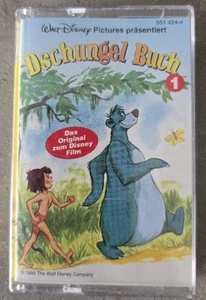 551 424-4
Walt Disney Pictures präsentiert
Dschungel Buch
1
Das
Original
zum Disney
Film
The Walt Disney Company